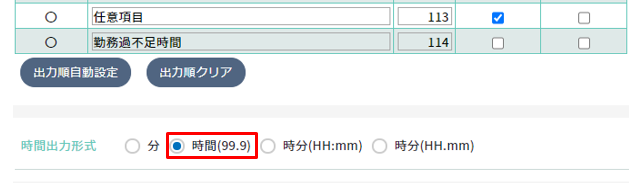 任意項目 113
勤務過不足時間 114
出力順自動設定 出力順クリア
時間出力形式 分 時間(99.9) 時分(HH:mm) 時分(HH.mm)